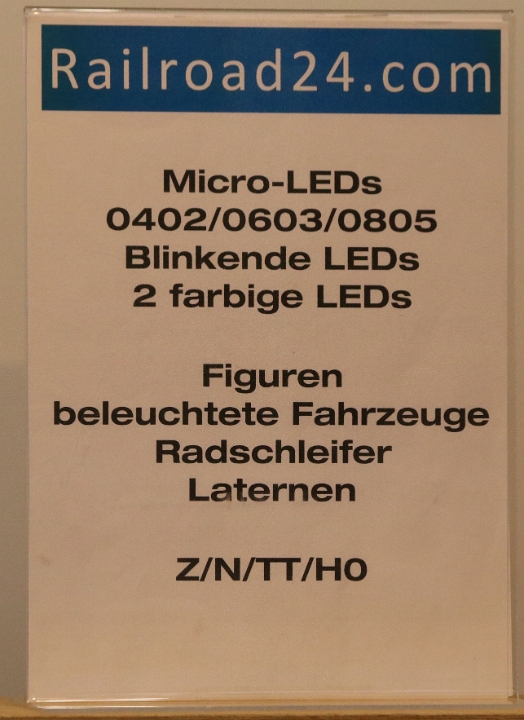 Railroad24.com
Micro-LEDs
0402/0603/0805
Blinkende LEDs
2 farbige LEDs
Figuren
beleuchtete Fahrzeuge
Radschleifer
Laternen
Z/N/TT/H0